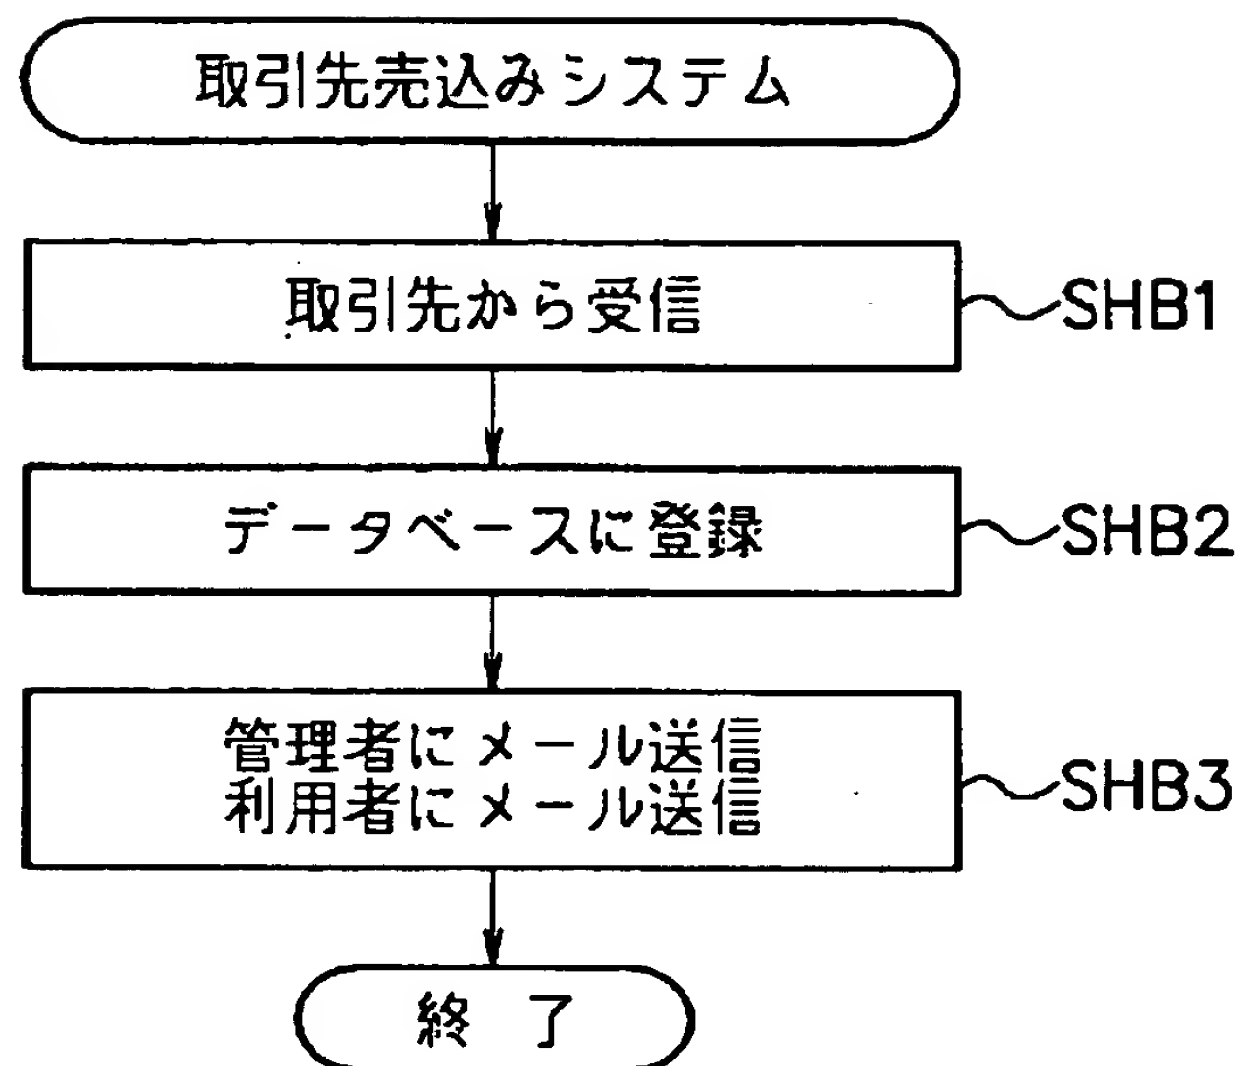 取引先売込みシステム
取引先から受信
SHB1
データベースに登録
SHB2
管理者にメール送信
利用者にメール送信
SHB3
終 了